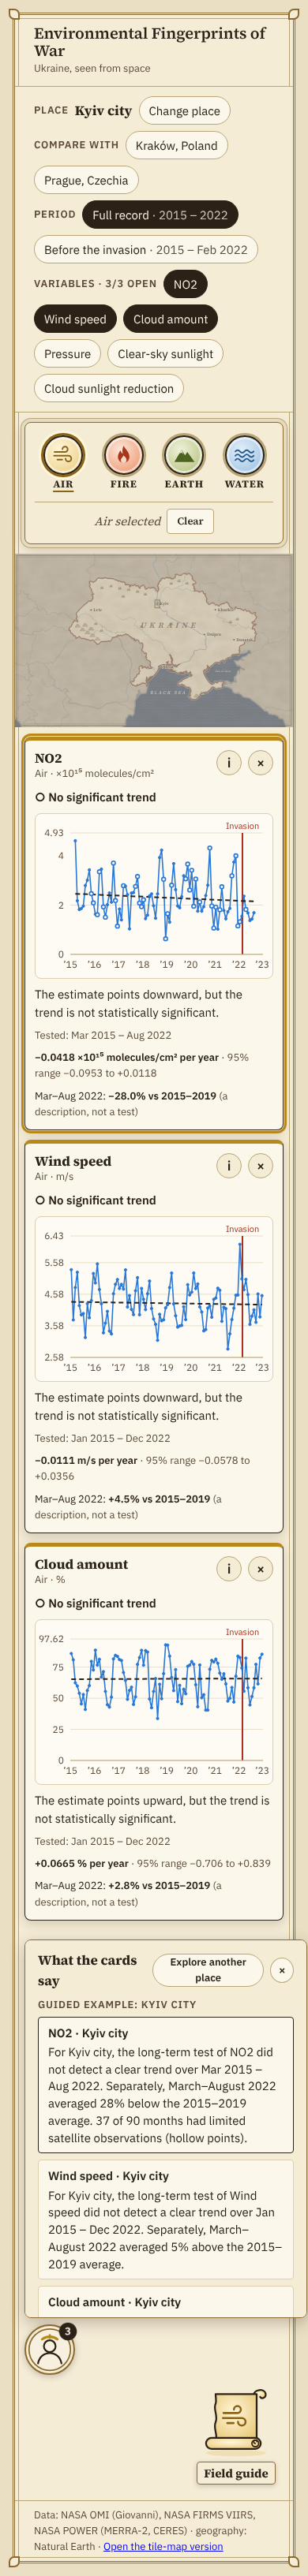 Environmental Fingerprints of
War
Ukraine, seen from space
PLACE Kyiv city Change place
COMPARE WITH Kraków, Poland
Prague, Czechia
PERIOD Full record · 2015 – 2022
Before the invasion · 2015 – Feb 2022
VARIABLES · 3/3 OPEN NO2
Wind speed Cloud amount
Pressure Clear-sky sunlight
Cloud sunlight reduction
AIR FIRE EARTH WATER
Air selected Clear
UKRAINE
BLACK SEA
NO2 i ×
Air · ×10¹⁵ molecules/cm²
No significant trend
Invasion
4.93
4
2
0
'15 '16 '17 '18 '19 '20 '21 '22 '23
The estimate points downward, but the
trend is not statistically significant.
Tested: Mar 2015 – Aug 2022
−0.0418 ×10¹⁵ molecules/cm² per year · 95%
range −0.0953 to +0.0118
Mar–Aug 2022: −28.0% vs 2015–2019 (a
description, not a test)
Wind speed i ×
Air · m/s
No significant trend
Invasion
6.43
5.58
4.58
3.58
2.58
'15 '16 '17 '18 '19 '20 '21 '22 '23
The estimate points downward, but the
trend is not statistically significant.
Tested: Jan 2015 – Dec 2022
−0.0111 m/s per year · 95% range −0.0578 to
+0.0356
Mar–Aug 2022: +4.5% vs 2015–2019 (a
description, not a test)
Cloud amount i ×
Air · %
No significant trend
Invasion
97.62
75
50
25
0
'15 '16 '17 '18 '19 '20 '21 '22 '23
The estimate points upward, but the trend is
not statistically significant.
Tested: Jan 2015 – Dec 2022
+0.0665 % per year · 95% range −0.706 to +0.839
Mar–Aug 2022: +2.8% vs 2015–2019 (a
description, not a test)
What the cards
say
Explore another
place
×
GUIDED EXAMPLE: KYIV CITY
NO2 · Kyiv city
For Kyiv city, the long-term test of NO2 did
not detect a clear trend over Mar 2015 –
Aug 2022. Separately, March–August 2022
averaged 28% below the 2015–2019
average. 37 of 90 months had limited
satellite observations (hollow points).
Wind speed · Kyiv city
For Kyiv city, the long-term test of Wind
speed did not detect a clear trend over Jan
2015 – Dec 2022. Separately, March–
August 2022 averaged 5% above the 2015–
2019 average.
Cloud amount · Kyiv city
3
Field guide
Data: NASA OMI (Giovanni), NASA FIRMS VIIRS,
NASA POWER (MERRA-2, CERES) · geography:
Natural Earth · Open the tile-map version